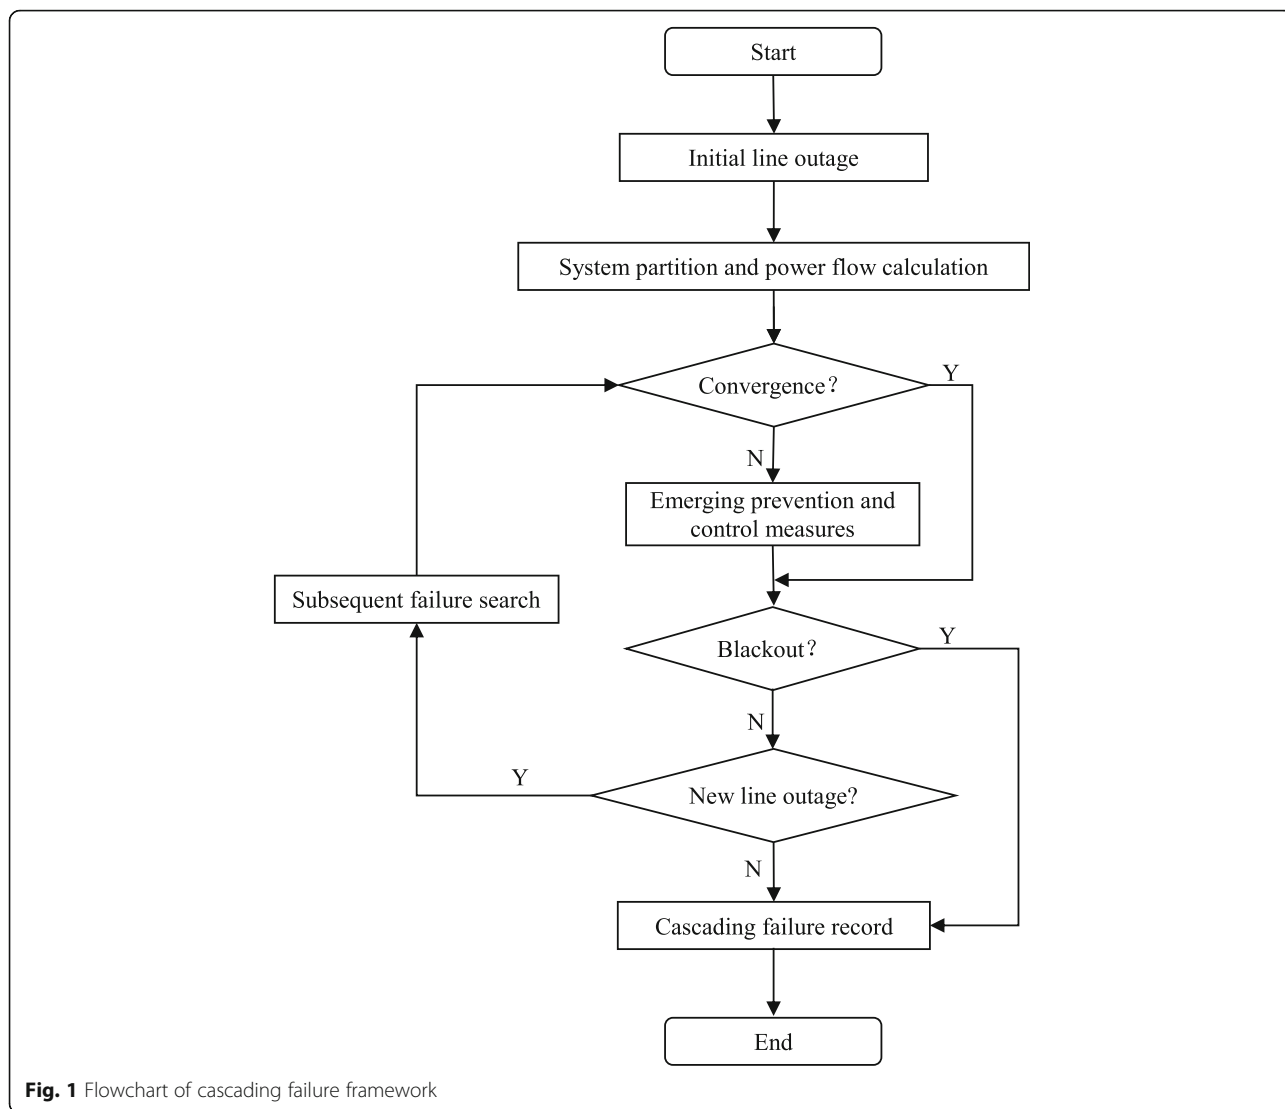 Start
Initial line outage
System partition and power flow calculation
Convergence?
Y
N
Emerging prevention and
control measures
Subsequent failure search
Blackout?
Y
N
Y
New line outage?
N
Cascading failure record
End
Fig. 1 Flowchart of cascading failure framework